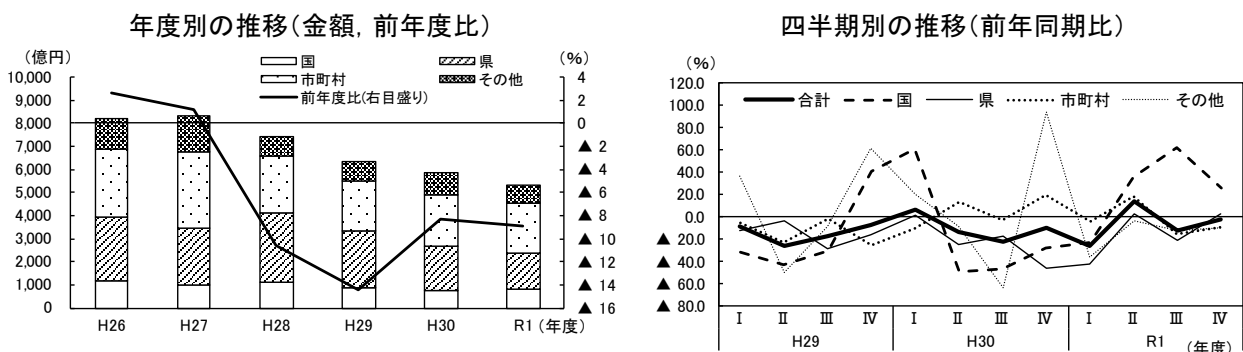 年度別の推移(金額，前年度比)
(億円)
(％)
国
県
市町村
その他
前年度比(右目盛り)
10,000
9,000
8,000
7,000
6,000
5,000
4,000
3,000
2,000
1,000
0
4
2
0
▲ 2
▲ 4
▲ 6
▲ 8
▲ 10
▲ 12
▲ 14
▲ 16
H26 H27 H28 H29 H30 R1 (年度)
四半期別の推移(前年同期比)
(％)
合計 国 県 市町村 その他
120.0
100.0
80.0
60.0
40.0
20.0
0.0
▲ 20.0
▲ 40.0
▲ 60.0
▲ 80.0
Ⅰ Ⅱ Ⅲ Ⅳ Ⅰ Ⅱ Ⅲ Ⅳ Ⅰ Ⅱ Ⅲ Ⅳ
H29 H30 R1 (年度)